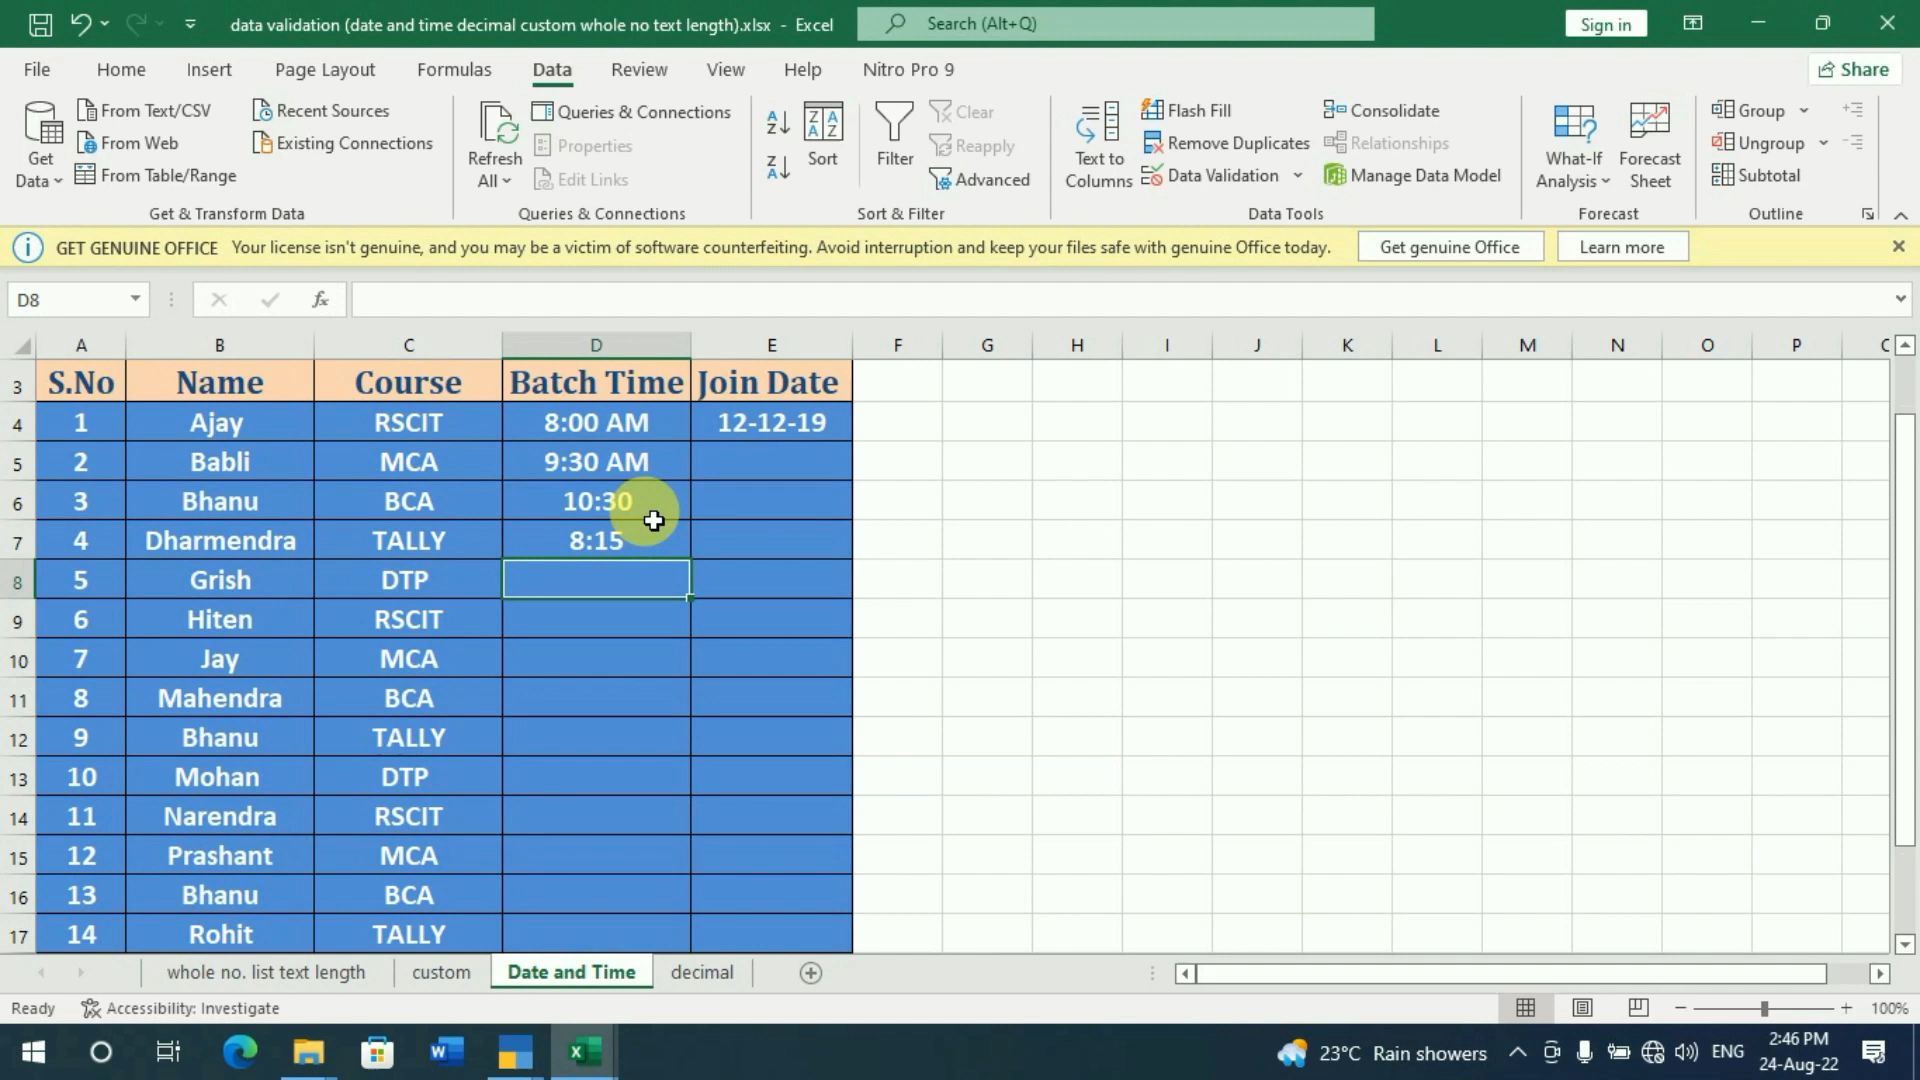 data validation (date and time decimal custom whole no text length).xlsx - Excel
Search (Alt+Q)
Sign in
File Home Insert Page Layout Formulas Data Review View Help Nitro Pro 9
Share
Get Data
From Text/CSV
From Web
From Table/Range
Recent Sources
Existing Connections
Get & Transform Data
Refresh All
Queries & Connections
Properties
Edit Links
Queries & Connections
Sort
Filter
Clear
Reapply
Advanced
Sort & Filter
Text to Columns
Flash Fill
Remove Duplicates
Data Validation
Consolidate
Relationships
Manage Data Model
Data Tools
What-If Analysis
Forecast Sheet
Forecast
Group
Ungroup
Subtotal
Outline
GET GENUINE OFFICE Your license isn't genuine, and you may be a victim of software counterfeiting. Avoid interruption and keep your files safe with genuine Office today. Get genuine Office Learn more
D8 fx
A B C D E F G H I J K L M N O P
3 S.No Name Course Batch Time Join Date
4 1 Ajay RSCIT 8:00 AM 12-12-19
5 2 Babli MCA 9:30 AM
6 3 Bhanu BCA 10:30
7 4 Dharmendra TALLY 8:15
8 5 Grish DTP
9 6 Hiten RSCIT
10 7 Jay MCA
11 8 Mahendra BCA
12 9 Bhanu TALLY
13 10 Mohan DTP
14 11 Narendra RSCIT
15 12 Prashant MCA
16 13 Bhanu BCA
17 14 Rohit TALLY
whole no. list text length custom Date and Time decimal
Ready Accessibility: Investigate 100%
23°C Rain showers ENG 2:46 PM
24-Aug-22